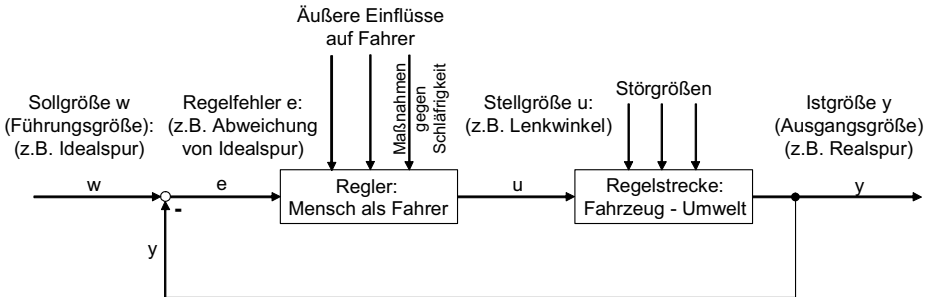 Äußere Einflüsse
auf Fahrer
Maßnahmen
gegen
Schläfrigkeit
Sollgröße w
(Führungsgröße):
(z.B. Idealspur)
Regelfehler e:
(z.B. Abweichung
von Idealspur)
Stellgröße u:
(z.B. Lenkwinkel)
Störgrößen
Istgröße y
(Ausgangsgröße)
(z.B. Realspur)
w
e
Regler:
Mensch als Fahrer
u
Regelstrecke:
Fahrzeug - Umwelt
y
-
y